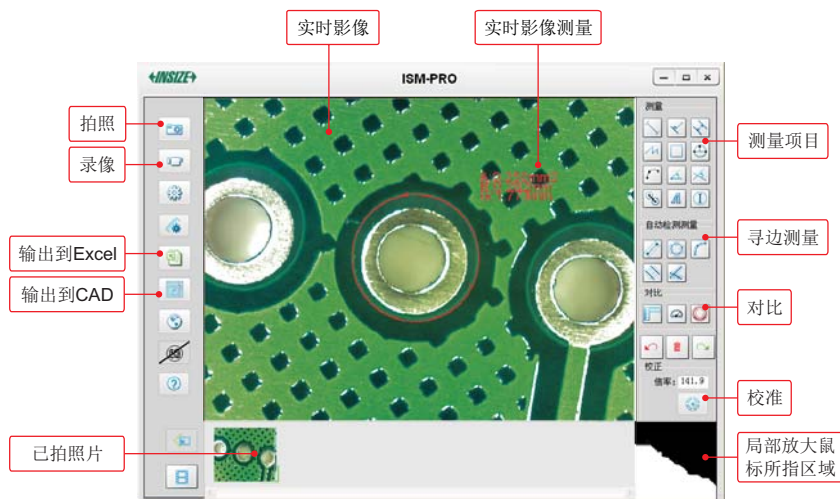 实时影像
实时影像测量
INSIZE
ISM-PRO
拍照
录像
输出到Excel
输出到CAD
已拍照片
测量
测量项目
自动检测测量
寻边测量
对比
对比
校正
倍率: 141.9
校准
局部放大鼠
标所指区域